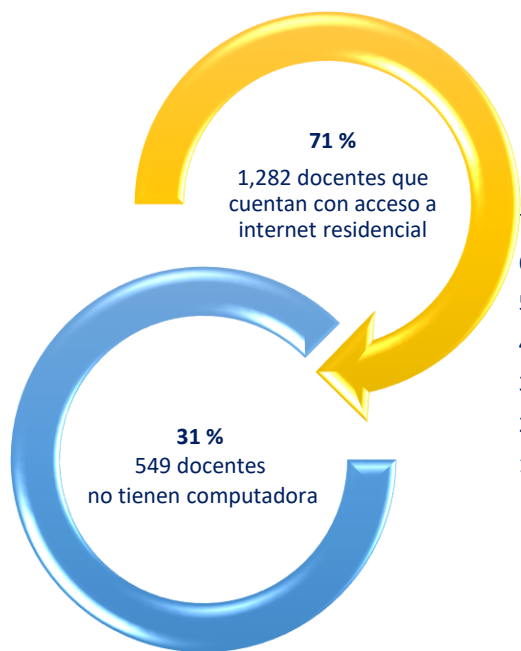 71 %
1,282 docentes que
cuentan con acceso a
internet residencial
31 %
549 docentes
no tienen computadora